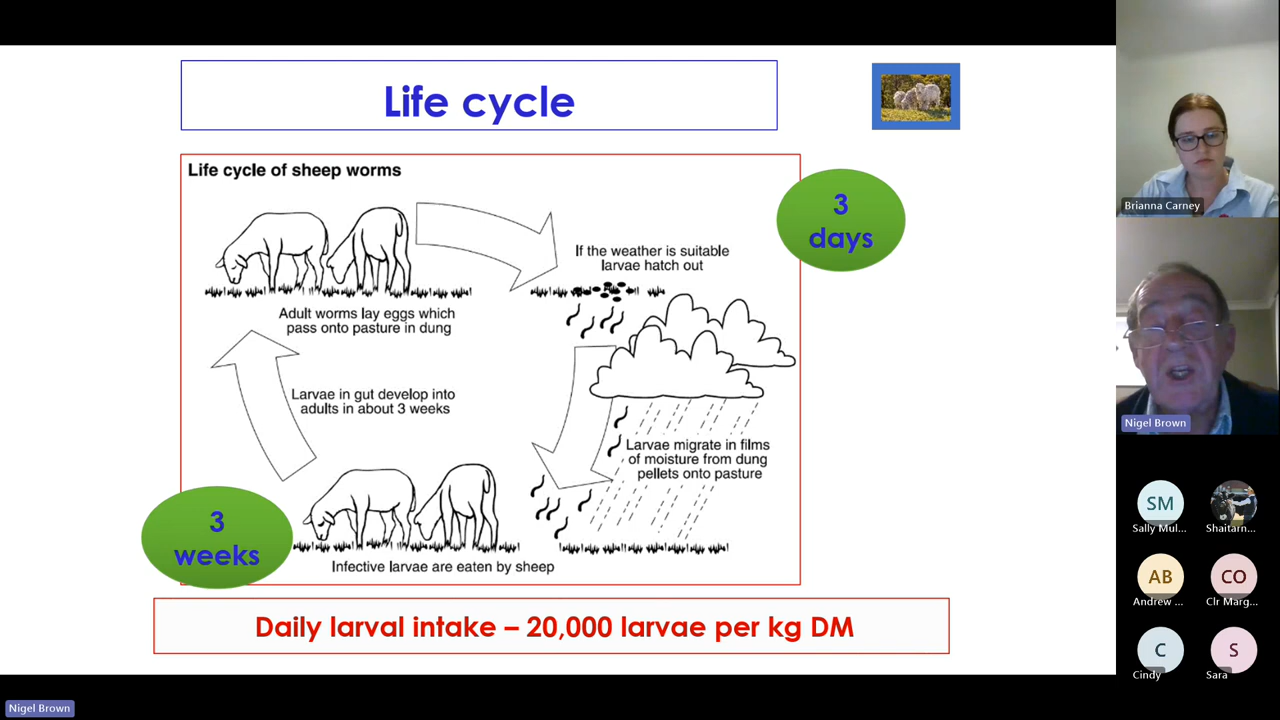 Life cycle
Life cycle of sheep worms
3
days
If the weather is suitable
larvae hatch out
Adult worms lay eggs which
pass onto pasture in dung
Larvae in gut develop into
adults in about 3 weeks
Larvae migrate in films
of moisture from dung
pellets onto pasture
3
weeks
Infective larvae are eaten by sheep
Daily larval intake – 20,000 larvae per kg DM
Nigel Brown
Brianna Carney
Nigel Brown
SM
Sally Mul...
Shaitarn...
AB
Andrew ...
CO
Clr Marg...
C
Cindy
S
Sara